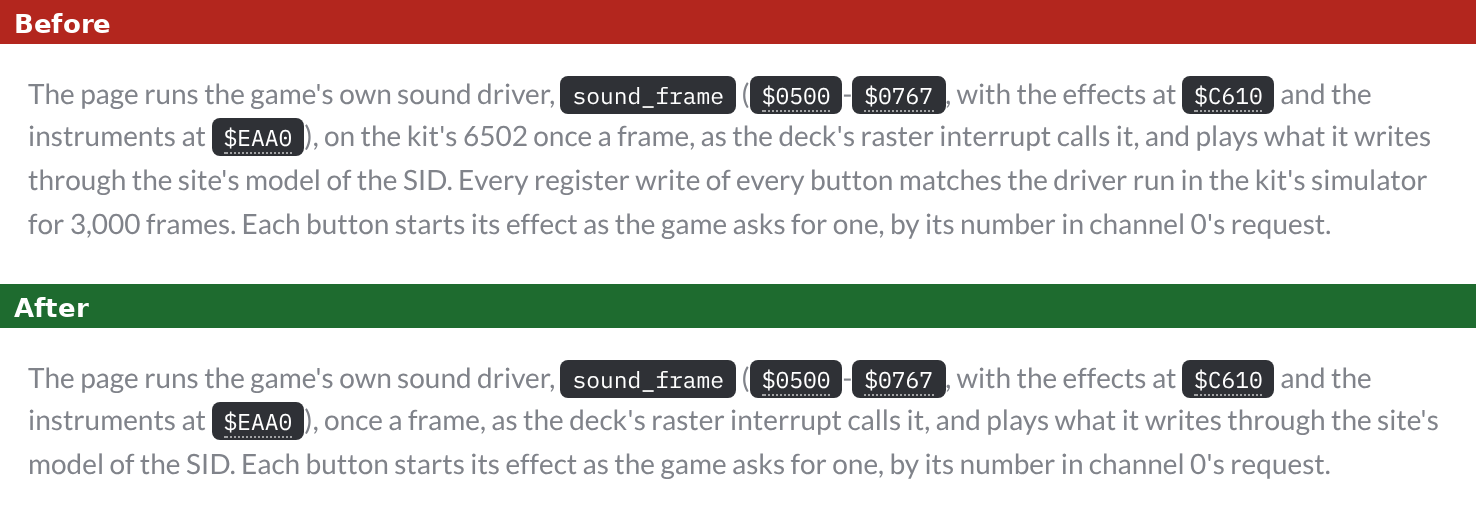 Before
The page runs the game's own sound driver, sound_frame ($0500-$0767, with the effects at $C610 and the
instruments at $EAA0), on the kit's 6502 once a frame, as the deck's raster interrupt calls it, and plays what it writes
through the site's model of the SID. Every register write of every button matches the driver run in the kit's simulator
for 3,000 frames. Each button starts its effect as the game asks for one, by its number in channel 0's request.
After
The page runs the game's own sound driver, sound_frame ($0500-$0767, with the effects at $C610 and the
instruments at $EAA0), once a frame, as the deck's raster interrupt calls it, and plays what it writes through the site's
model of the SID. Each button starts its effect as the game asks for one, by its number in channel 0's request.